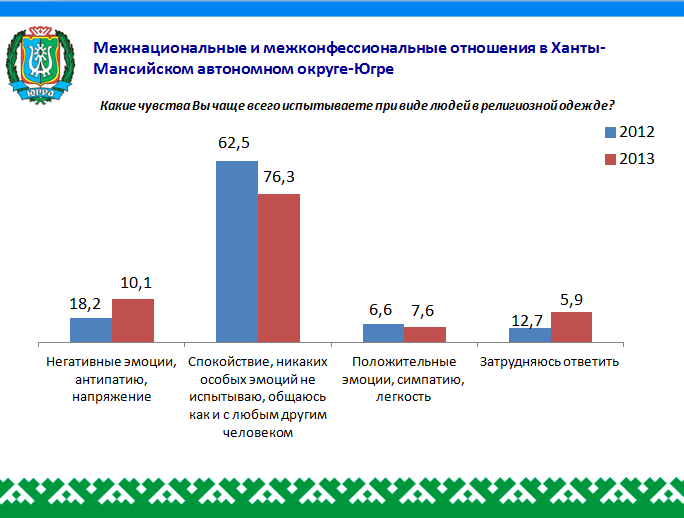 Межнациональные и межконфессиональные отношения в Ханты-
Мансийском автономном округе-Югре
ЮГРА
Какие чувства Вы чаще всего испытываете при виде людей в религиозной одежде?
2012
2013
62,5
76,3
18,2
10,1
6,6
7,6
12,7
5,9
Негативные эмоции,
антипатию,
напряжение
Спокойствие, никаких
особых эмоций не
испытываю, общаюсь
как и с любым другим
человеком
Положительные
эмоции, симпатию,
легкость
Затрудняюсь ответить